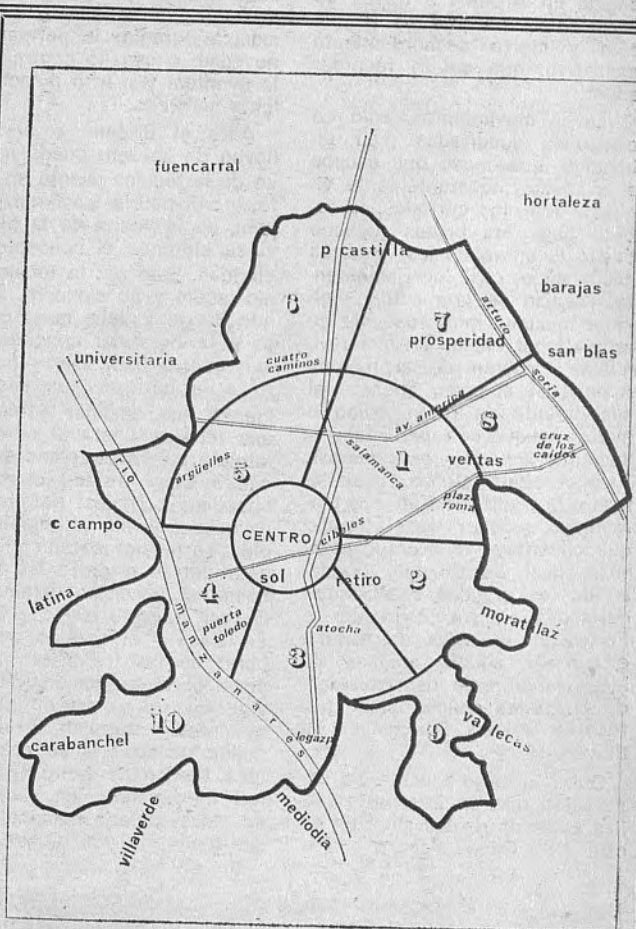 fuencarral
hortaleza
p castilla
barajas
6
7
arturo
prosperidad
san blas
universitaria
cuatro
caminos
soria
av. america
8
cruz
de los
caidos
salamanca
1
ventas
argüelles
5
plaza
roma
rio
c campo
CENTRO
cibeles
sol
retiro
2
4
latina
manzanares
puerta
toledo
atocha
moratalaz
3
10
carabanchel
legazpi
9
vallecas
villaverde
mediodia